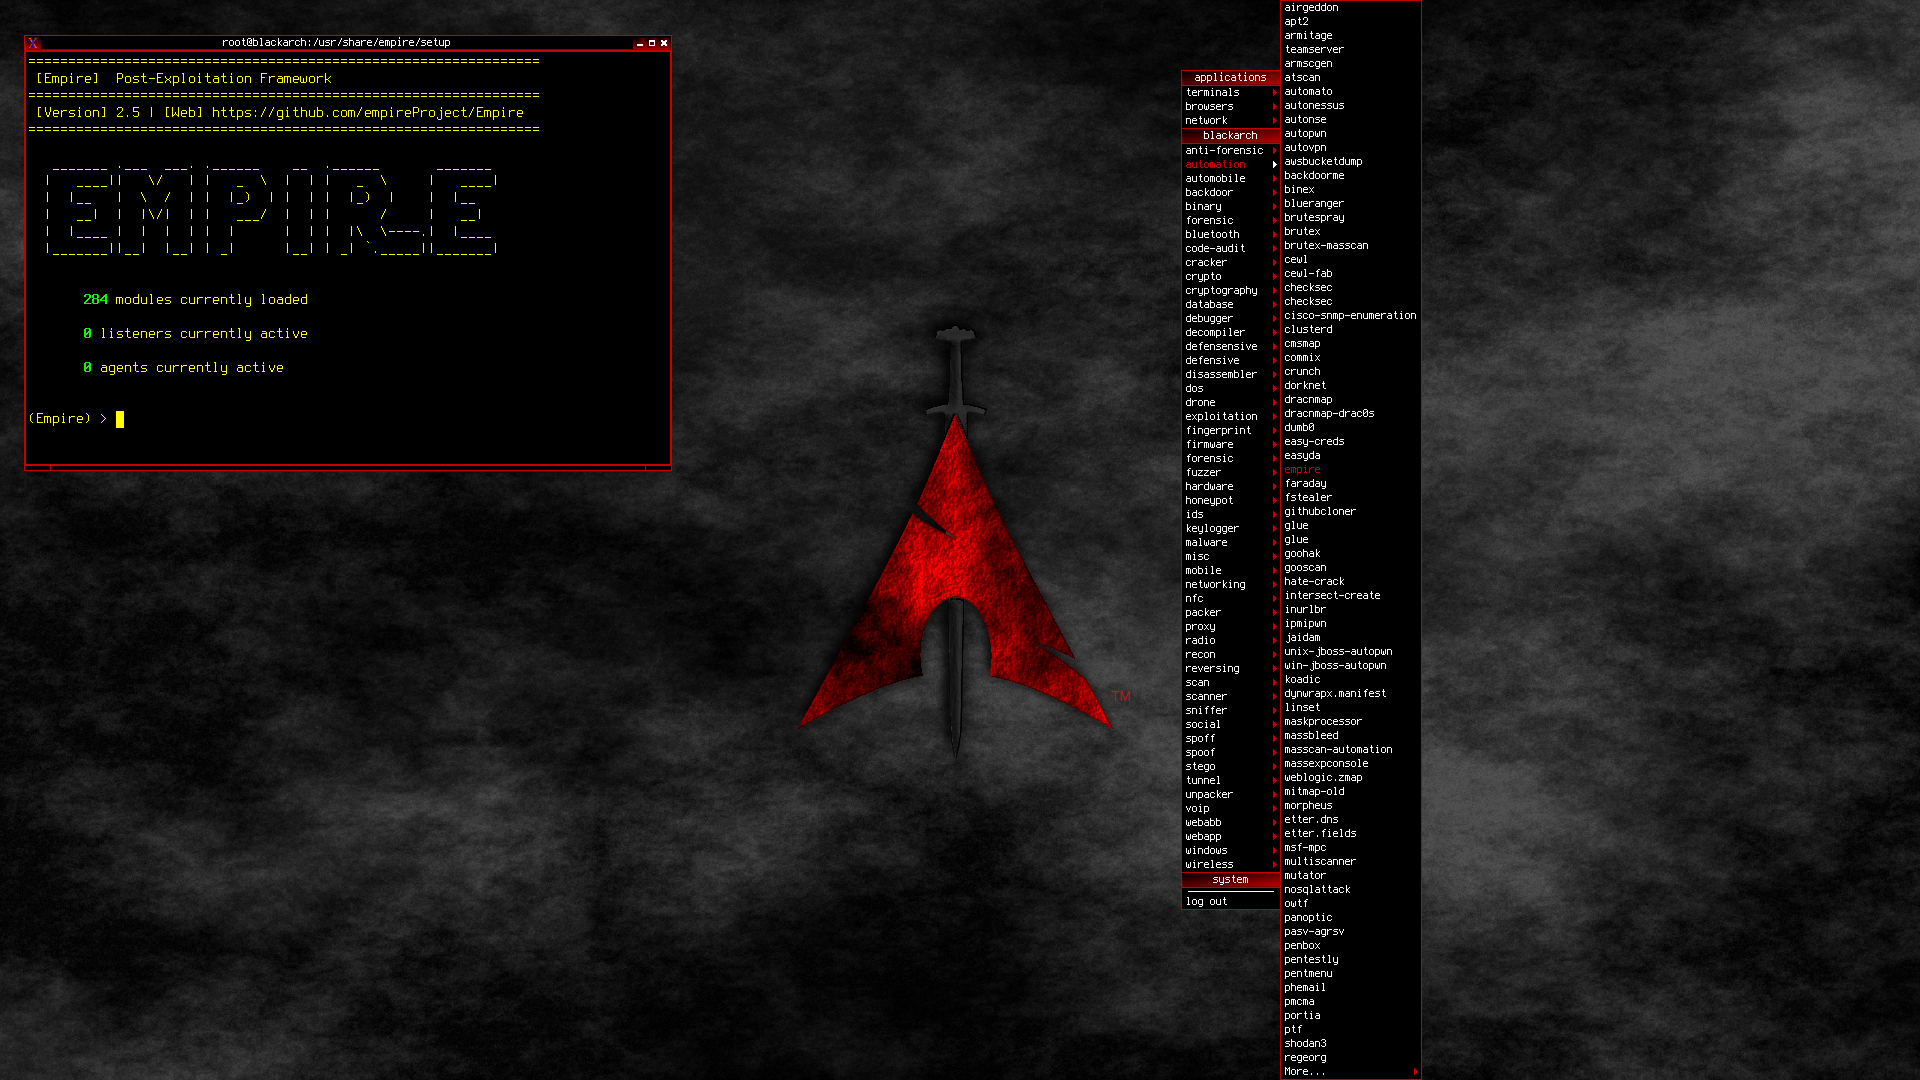 root@blackarch:/usr/share/empire/setup
================================================================
[Empire]  Post-Exploitation Framework
================================================================
[Version] 2.5 | [Web] https://github.com/empireProject/Empire
================================================================
EMPIRE
284 modules currently loaded
0 listeners currently active
0 agents currently active
(Empire) >
TM
applications
terminals
browsers
network
blackarch
anti-forensic
automation
automobile
backdoor
binary
forensic
bluetooth
code-audit
cracker
crypto
cryptography
database
debugger
decompiler
defensensive
defensive
disassembler
dos
drone
exploitation
fingerprint
firmware
forensic
fuzzer
hardware
honeypot
ids
keylogger
malware
misc
mobile
networking
nfc
packer
proxy
radio
recon
reversing
scan
scanner
sniffer
social
spoff
spoof
stego
tunnel
unpacker
voip
webabb
webapp
windows
wireless
system
log out
airgeddon
apt2
armitage
teamserver
armscgen
atscan
automato
autonessus
autonse
autopwn
autovpn
awsbucketdump
backdoorme
binex
blueranger
brutespray
brutex
brutex-masscan
cewl
cewl-fab
checksec
checksec
cisco-snmp-enumeration
clusterd
cmsmap
commix
crunch
dorknet
dracnmap
dracnmap-drac0s
dumb0
easy-creds
easyda
empire
faraday
fstealer
githubcloner
glue
glue
goohak
gooscan
hate-crack
intersect-create
inurlbr
ipmipwn
jaidam
unix-jboss-autopwn
win-jboss-autopwn
koadic
dynwrapx.manifest
linset
maskprocessor
massbleed
masscan-automation
massexpconsole
weblogic.zmap
mitmap-old
morpheus
etter.dns
etter.fields
msf-mpc
multiscanner
mutator
nosqlattack
owtf
panoptic
pasv-agrsv
penbox
pentestly
pentmenu
phemail
pmcma
portia
ptf
shodan3
regeorg
More...